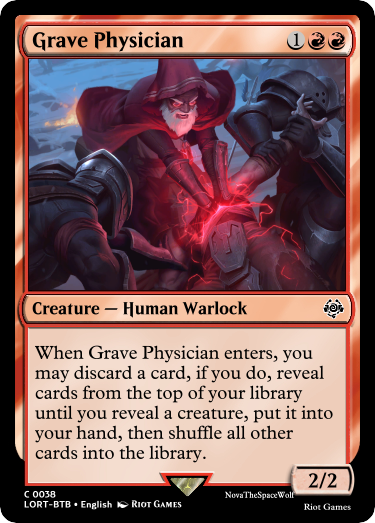 Grave Physician 1
Creature — Human Warlock
When Grave Physician enters, you
may discard a card, if you do, reveal
cards from the top of your library
until you reveal a creature, put it into
your hand, then shuffle all other
cards into the library.
2/2
C 0038
LORT-BTB • English Riot Games
NovaTheSpaceWolf
Riot Games